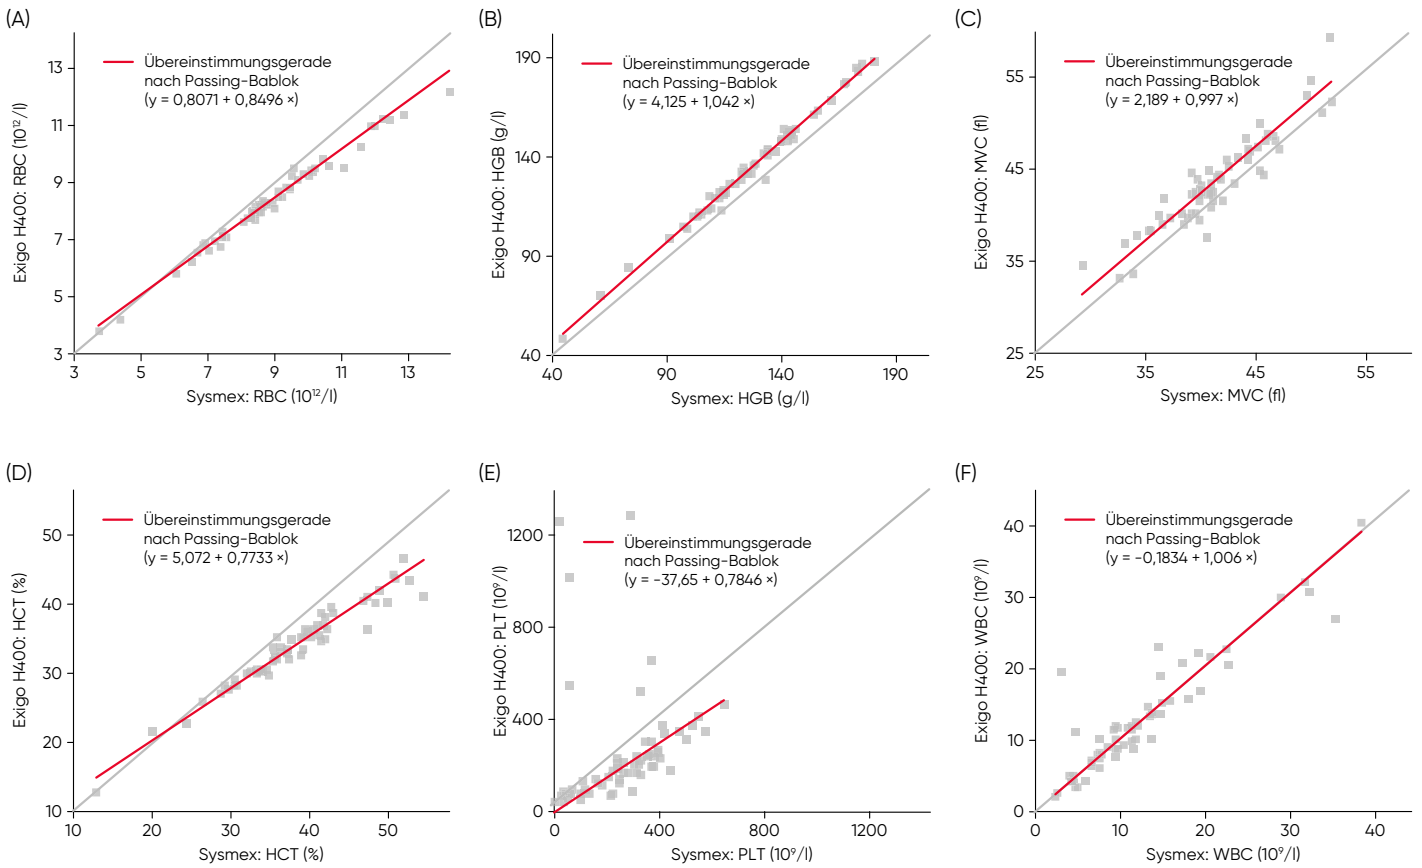 (A)
Übereinstimmungsgerade
nach Passing-Bablok
(y = 0,8071 + 0,8496 ×)
Exigo H400: RBC (10¹²/l)
13
11
9
7
5
3
3 5 7 9 11 13
Sysmex: RBC (10¹²/l)
(B)
Übereinstimmungsgerade
nach Passing-Bablok
(y = 4,125 + 1,042 ×)
Exigo H400: HGB (g/l)
190
140
90
40
40 90 140 190
Sysmex: HGB (g/l)
(C)
Übereinstimmungsgerade
nach Passing-Bablok
(y = 2,189 + 0,997 ×)
Exigo H400: MVC (fl)
55
45
35
25
25 35 45 55
Sysmex: MVC (fl)
(D)
Übereinstimmungsgerade
nach Passing-Bablok
(y = 5,072 + 0,7733 ×)
Exigo H400: HCT (%)
50
40
30
20
10
10 20 30 40 50
Sysmex: HCT (%)
(E)
Übereinstimmungsgerade
nach Passing-Bablok
(y = −37,65 + 0,7846 ×)
Exigo H400: PLT (10⁹/l)
1200
800
400
0
0 400 800 1200
Sysmex: PLT (10⁹/l)
(F)
Übereinstimmungsgerade
nach Passing-Bablok
(y = −0,1834 + 1,006 ×)
Exigo H400: WBC (10⁹/l)
40
30
20
10
0
0 10 20 30 40
Sysmex: WBC (10⁹/l)